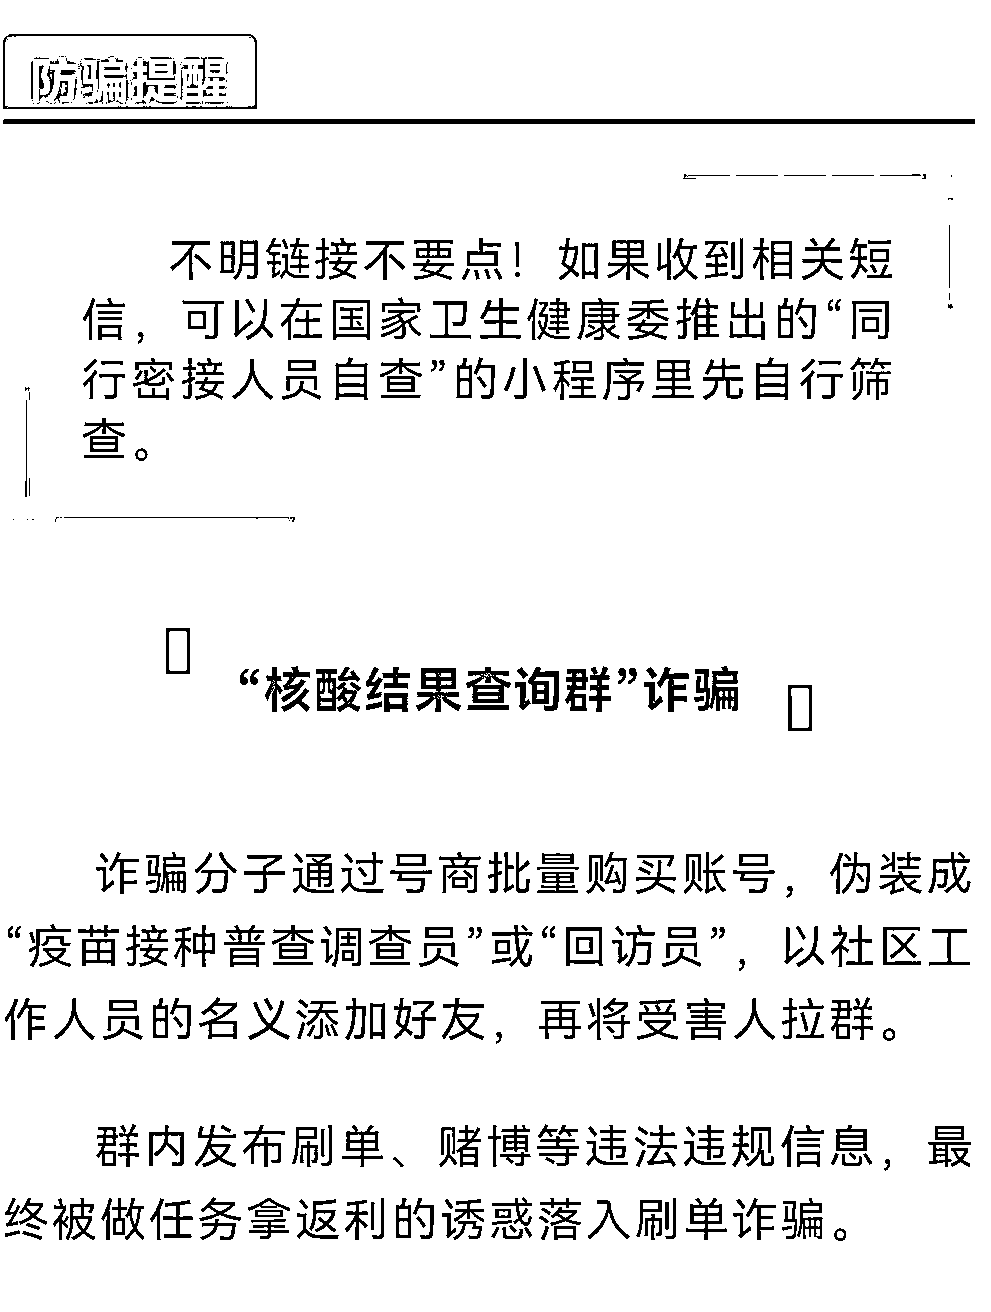 防骗提醒
不明链接不要点！如果收到相关短
信，可以在国家卫生健康委推出的“同
行密接人员自查”的小程序里先自行筛
查。
“核酸结果查询群”诈骗
诈骗分子通过号商批量购买账号，伪装成
“疫苗接种普查调查员”或“回访员”，以社区工
作人员的名义添加好友，再将受害人拉群。
群内发布刷单、赌博等违法违规信息，最
终被做任务拿返利的诱惑落入刷单诈骗。